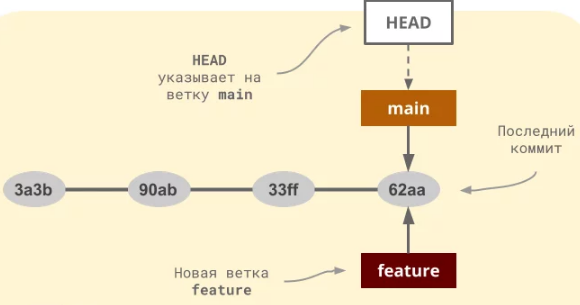 HEAD
HEAD
указывает на
ветку main
main
Последний
коммит
3a3b
90ab
33ff
62aa
Новая ветка
feature
feature